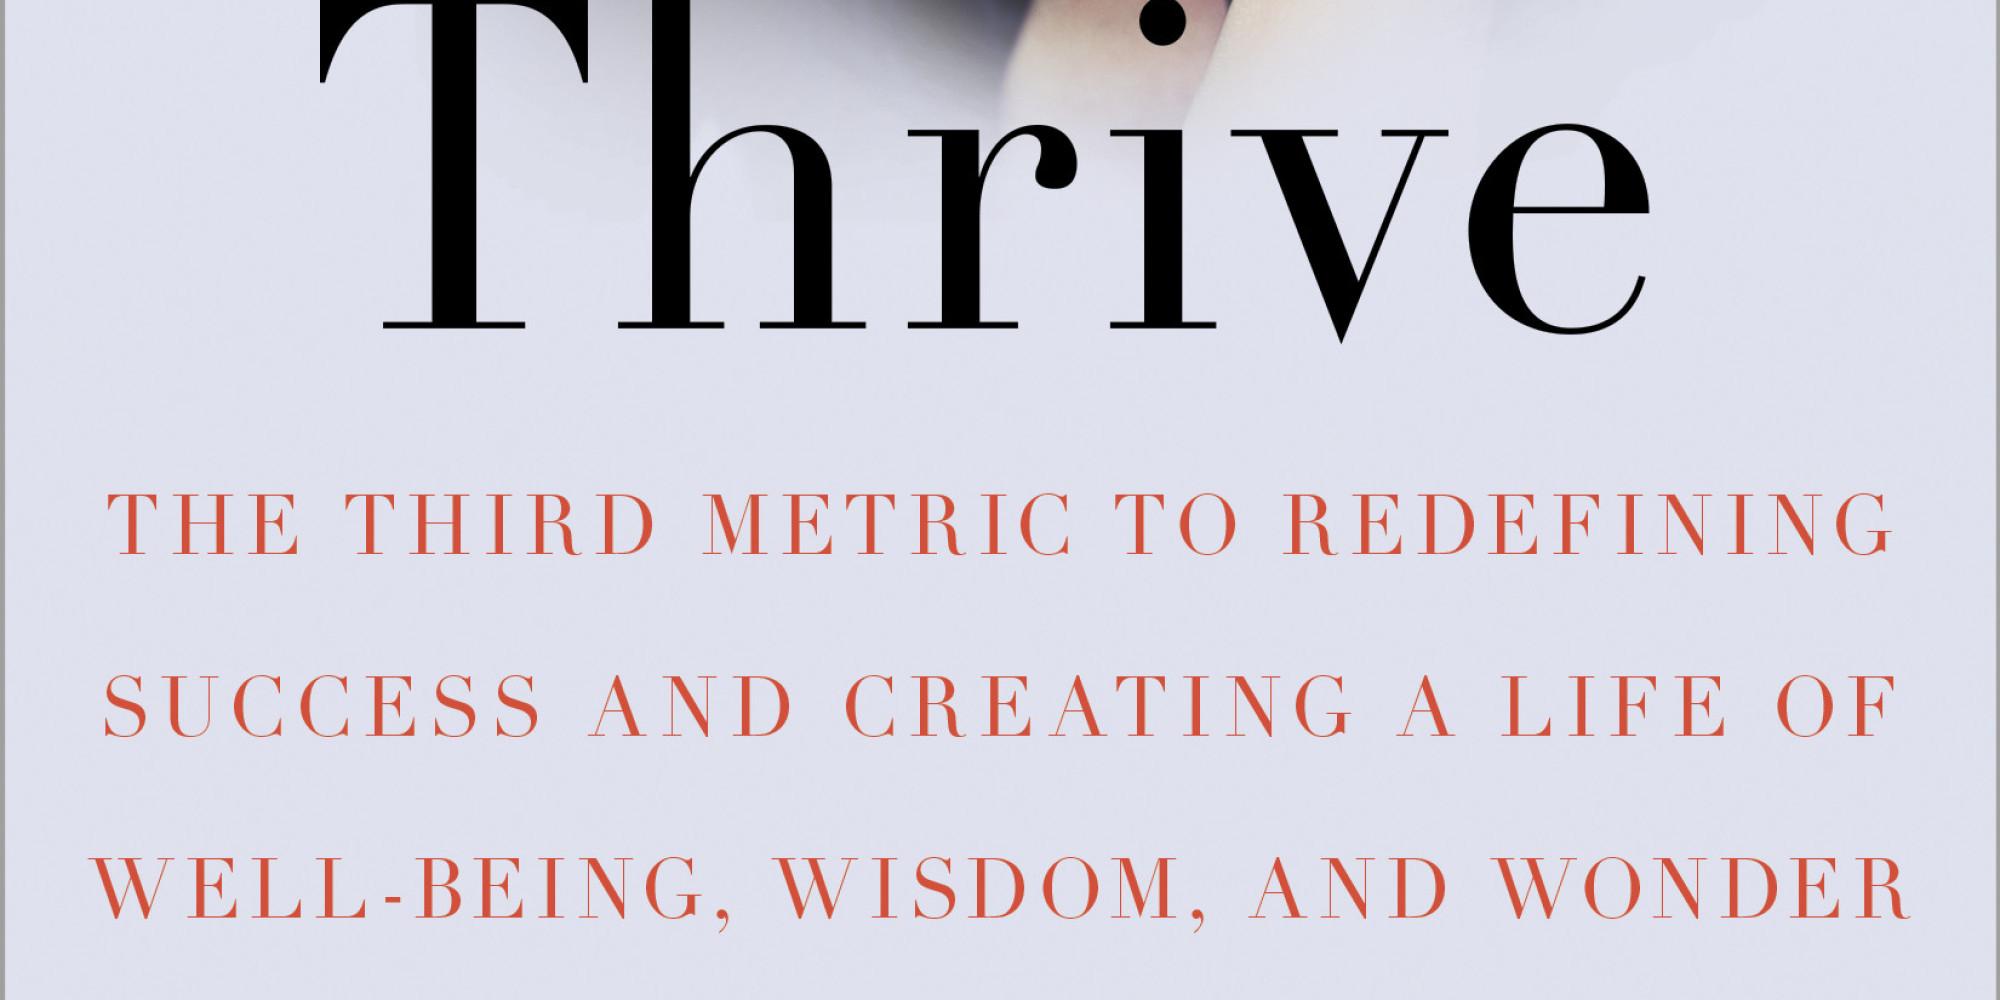 Thrive
THE THIRD METRIC TO REDEFINING
SUCCESS AND CREATING A LIFE OF
WELL-BEING, WISDOM, AND WONDER